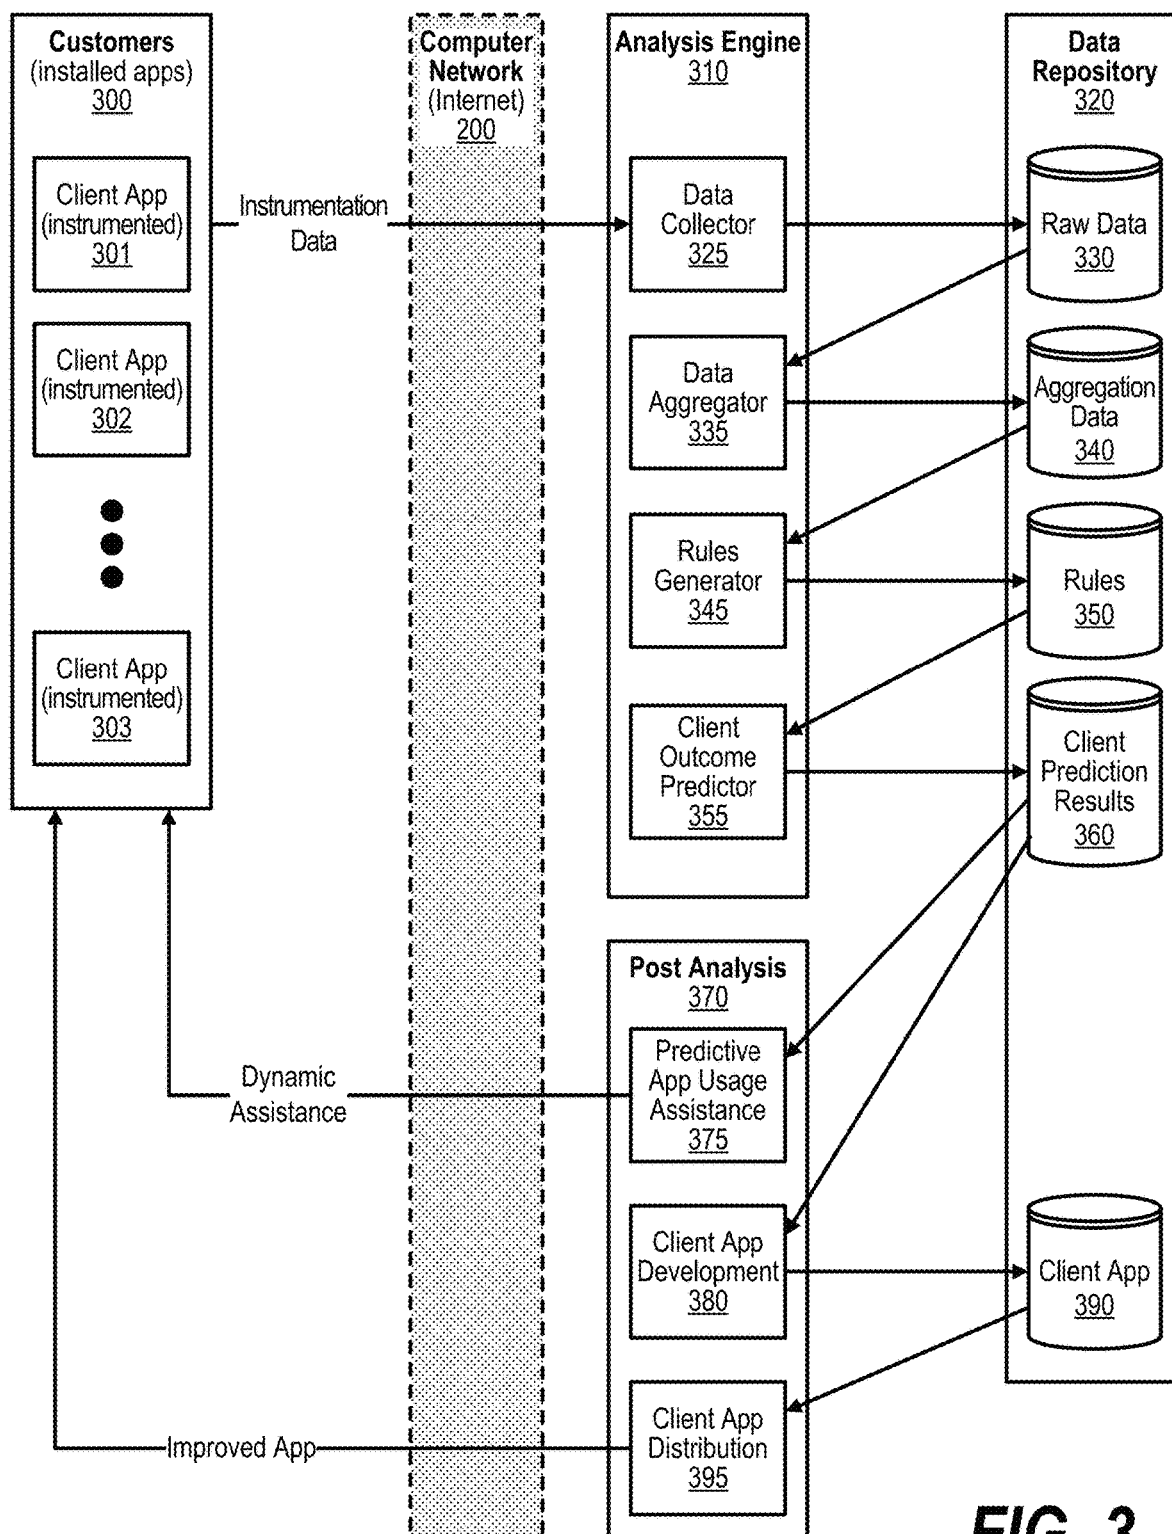 Customers
(installed apps)
300
Client App
(instrumented)
301
Client App
(instrumented)
302
Client App
(instrumented)
303
Instrumentation
Data
Dynamic
Assistance
Improved App
Computer
Network
(Internet)
200
Analysis Engine
310
Data
Collector
325
Data
Aggregator
335
Rules
Generator
345
Client
Outcome
Predictor
355
Post Analysis
370
Predictive
App Usage
Assistance
375
Client App
Development
380
Client App
Distribution
395
Data
Repository
320
Raw Data
330
Aggregation
Data
340
Rules
350
Client
Prediction
Results
360
Client App
390
FIG.